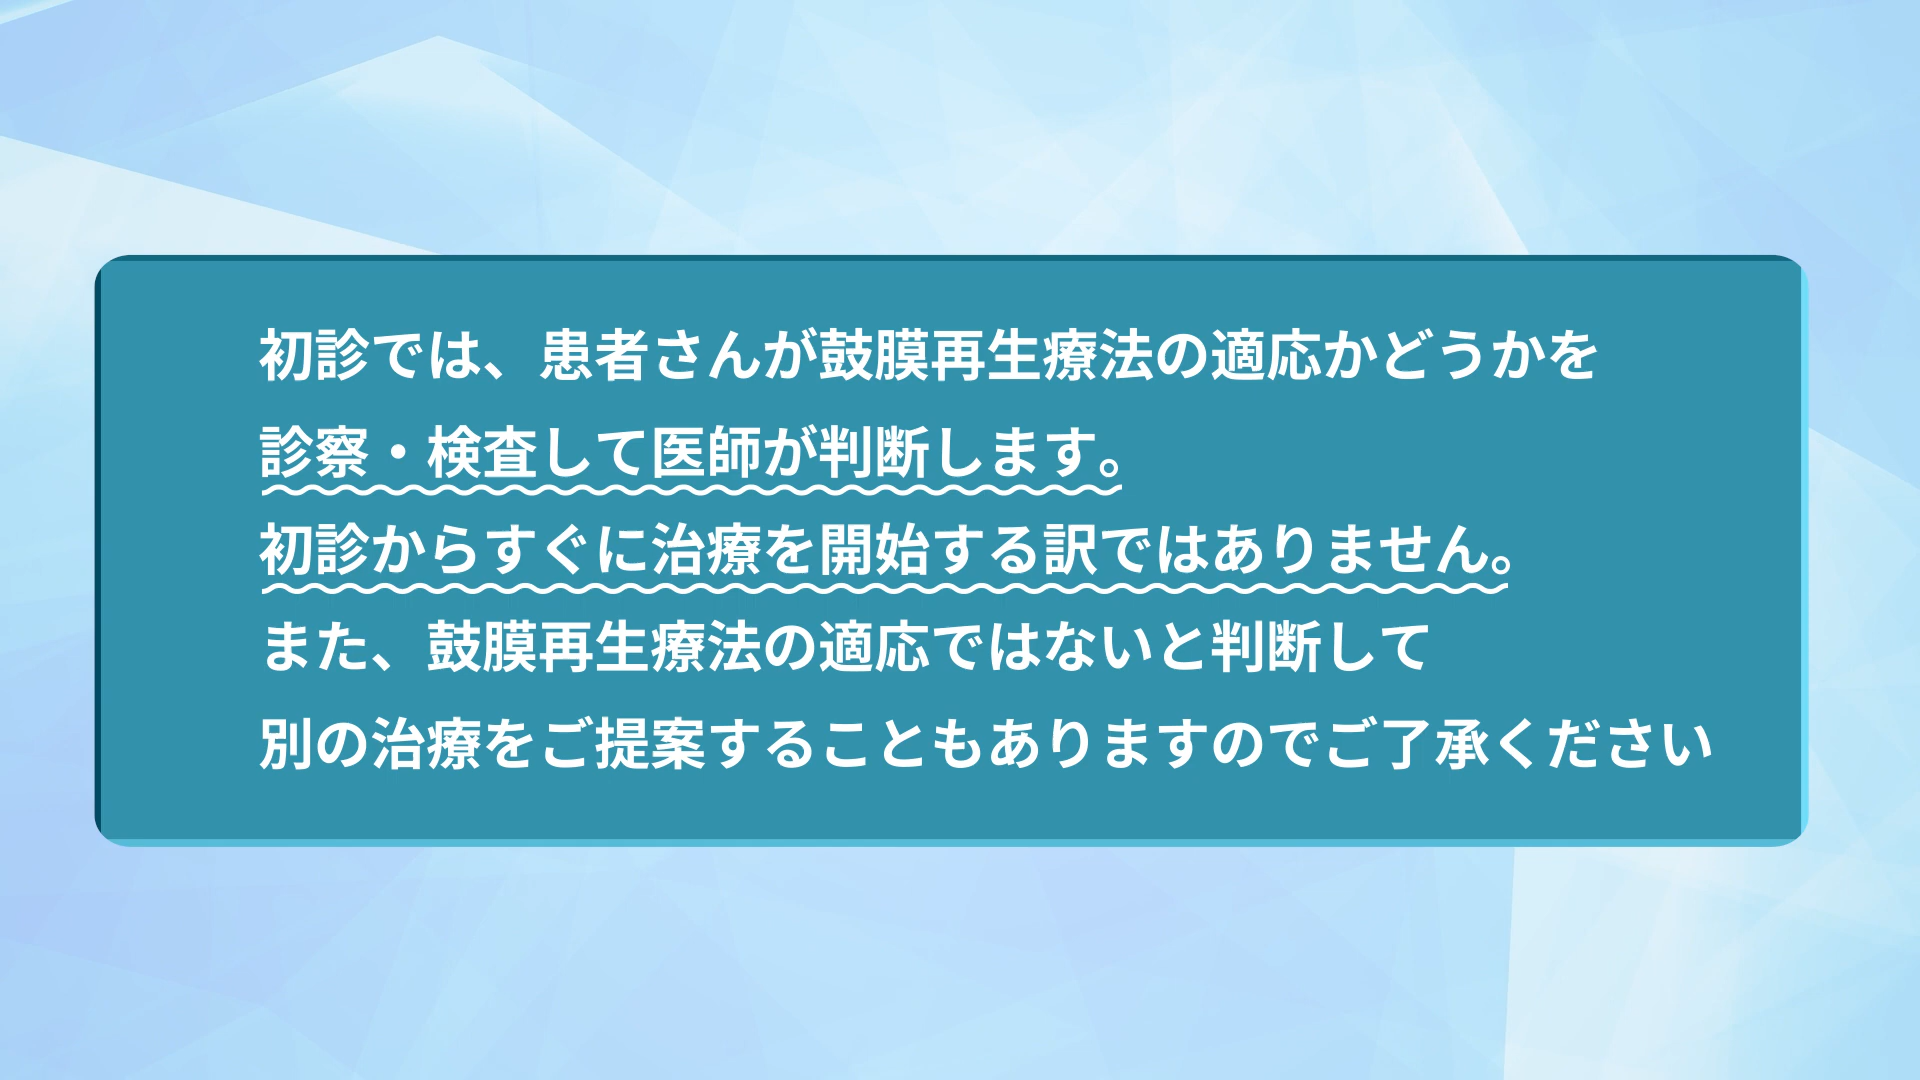 初診では、患者さんが鼓膜再生療法の適応かどうかを
診察・検査して医師が判断します。
初診からすぐに治療を開始する訳ではありません。
また、鼓膜再生療法の適応ではないと判断して
別の治療をご提案することもありますのでご了承ください